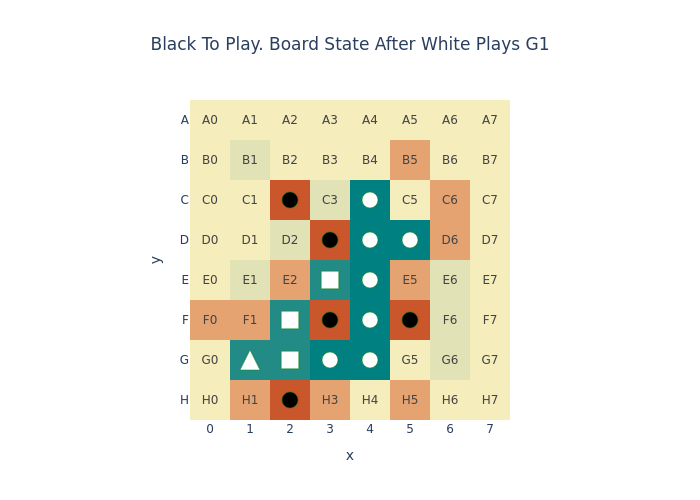 Black To Play. Board State After White Plays G1
A A0 A1 A2 A3 A4 A5 A6 A7
B B0 B1 B2 B3 B4 B5 B6 B7
C C0 C1 C3 C5 C6 C7
D D0 D1 D2 D6 D7
E E0 E1 E2 E5 E6 E7
F F0 F1 F6 F7
G G0 G5 G6 G7
H H0 H1 H3 H4 H5 H6 H7
0 1 2 3 4 5 6 7
x
y